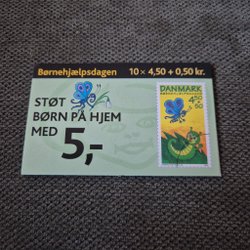 Børnehjælpsdagen 10 × 4,50 + 0,50 kr.
STØT
BØRN PÅ HJEM
MED 5,-
DANMARK
4,50
+50